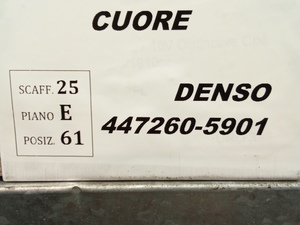 CUORE
SCAFF. 25
PIANO E
POSIZ. 61
DENSO
447260-5901